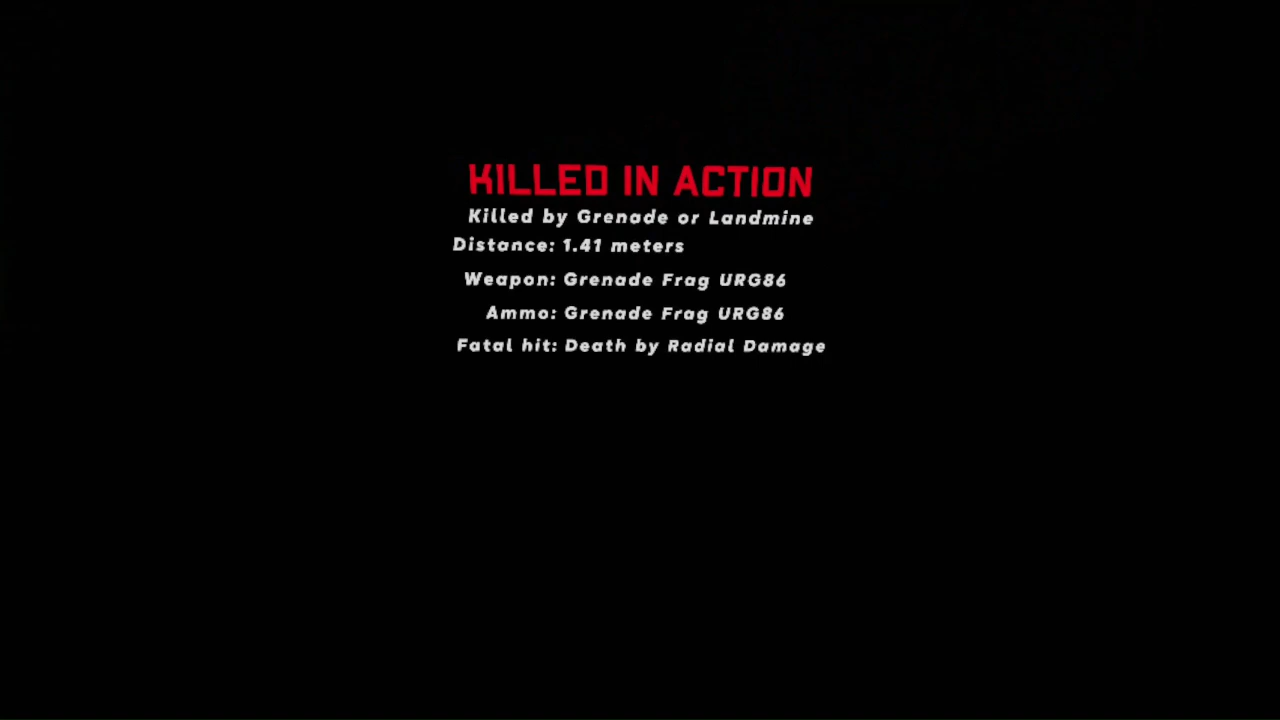 KILLED IN ACTION
Killed by Grenade or Landmine
Distance: 1.41 meters
Weapon: Grenade Frag URG86
Ammo: Grenade Frag URG86
Fatal hit: Death by Radial Damage